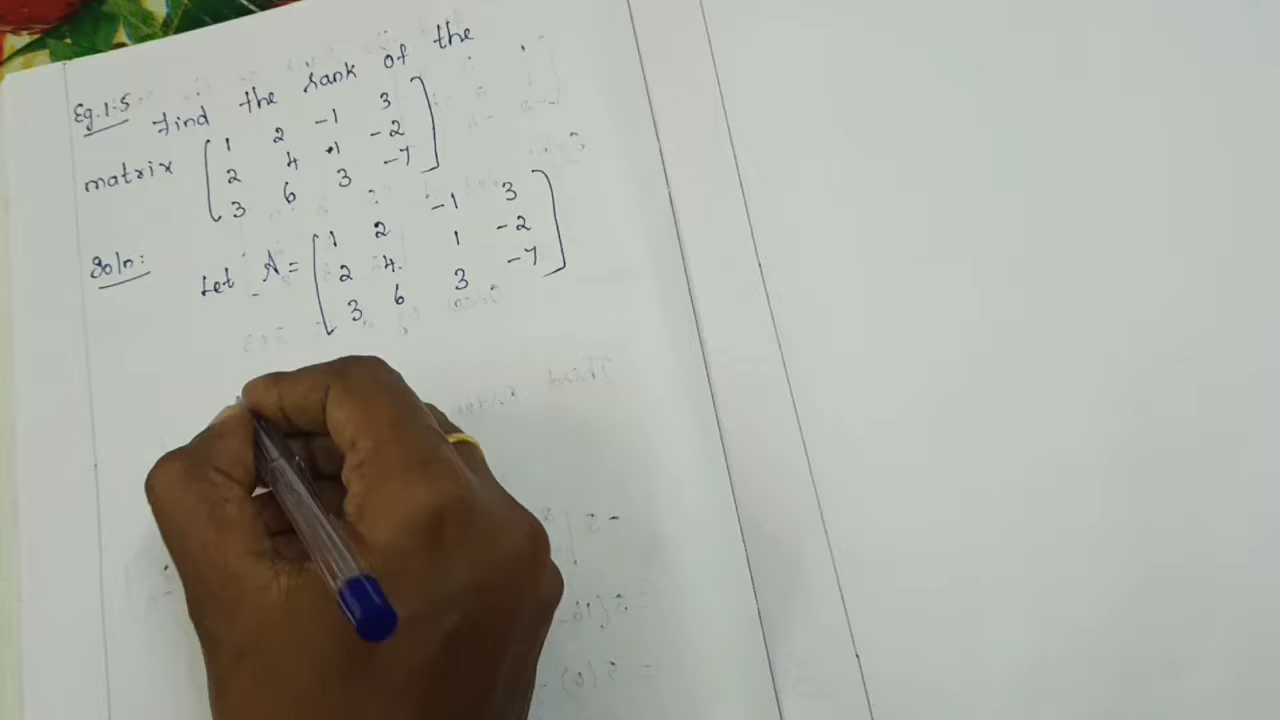 Eg.1.5 Find the rank of the
matrix [1 2 -1 3
2 4 1 -2
3 6 3 -7]
Soln:
Let A = [1 2 -1 3
2 4 1 -2
3 6 3 -7]